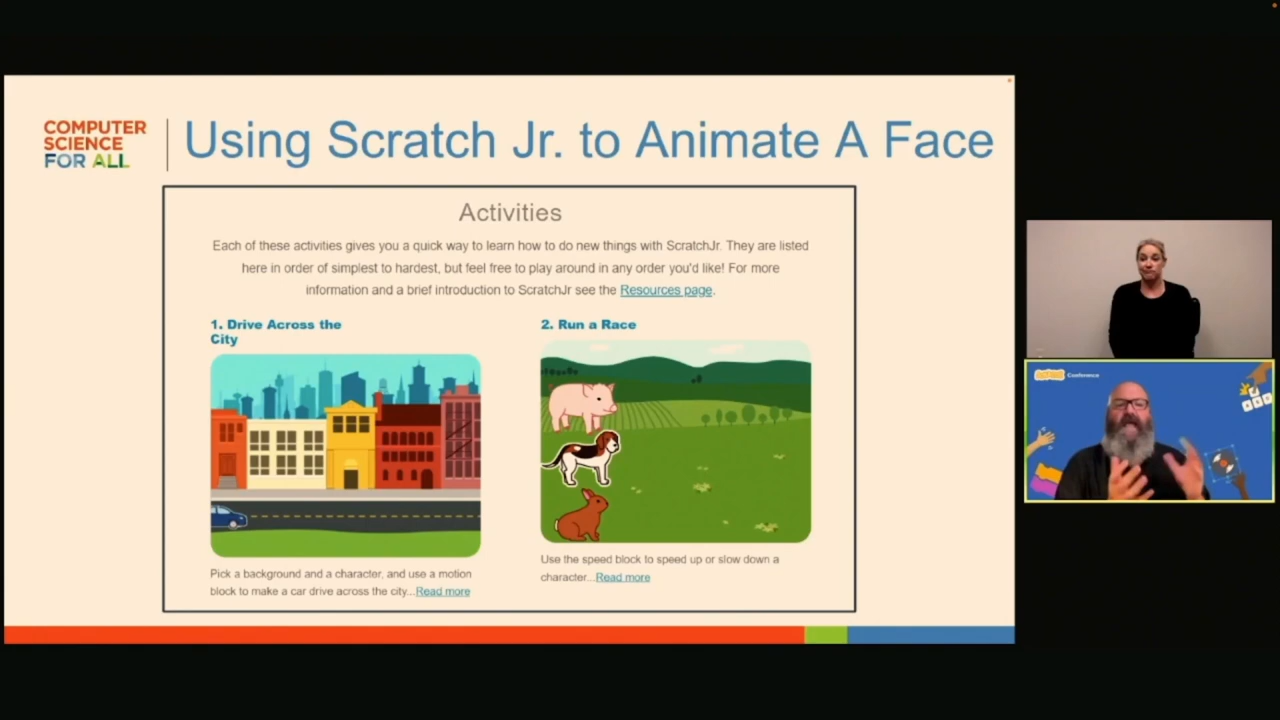 COMPUTER
SCIENCE
FOR ALL
Using Scratch Jr. to Animate A Face
Activities
Each of these activities gives you a quick way to learn how to do new things with ScratchJr. They are listed
here in order of simplest to hardest, but feel free to play around in any order you'd like! For more
information and a brief introduction to ScratchJr see the Resources page.
1. Drive Across the
City
2. Run a Race
Pick a background and a character, and use a motion
block to make a car drive across the city...Read more
Use the speed block to speed up or slow down a
character...Read more
Conference